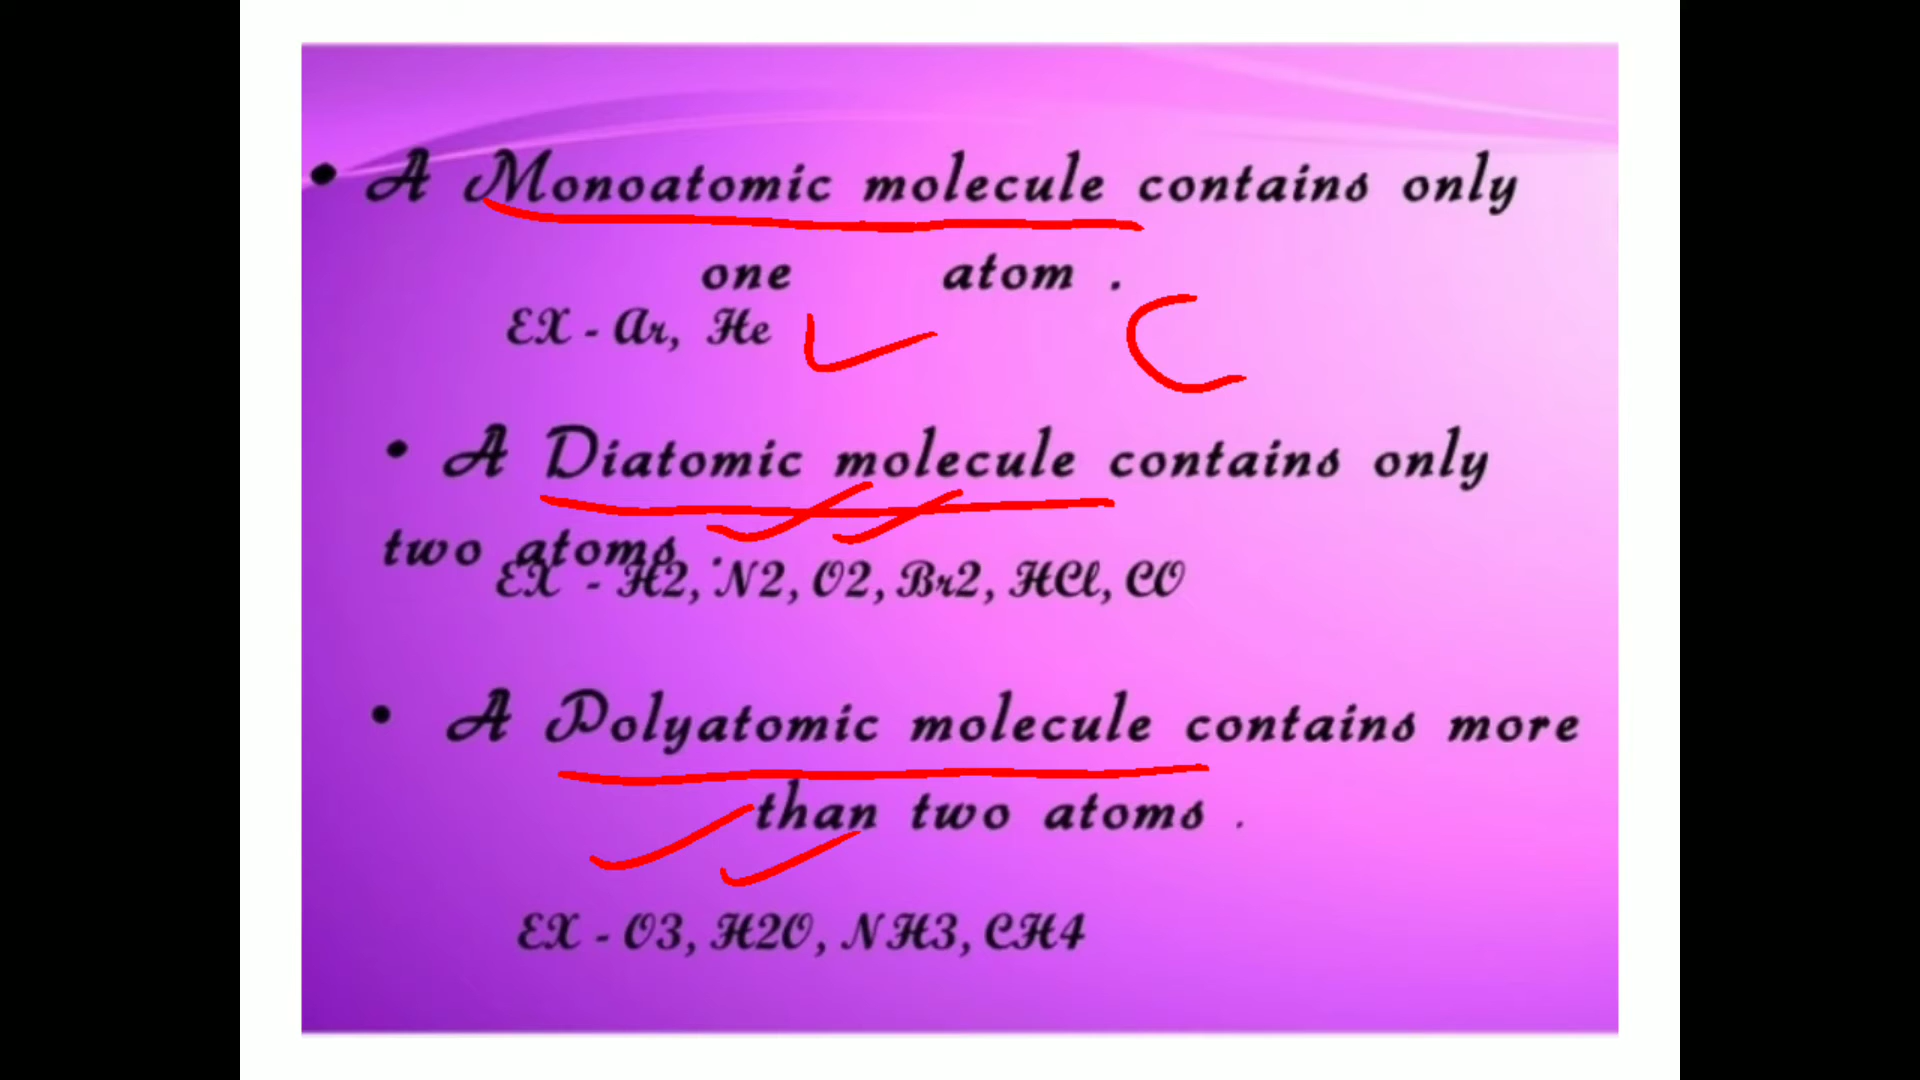 • A Monoatomic molecule contains only
one atom .
EX - Ar, He
C
• A Diatomic molecule contains only
two atoms .
EX - H2, N2, O2, Br2, HCl, CO
• A Polyatomic molecule contains more
than two atoms .
EX - O3, H2O, NH3, CH4